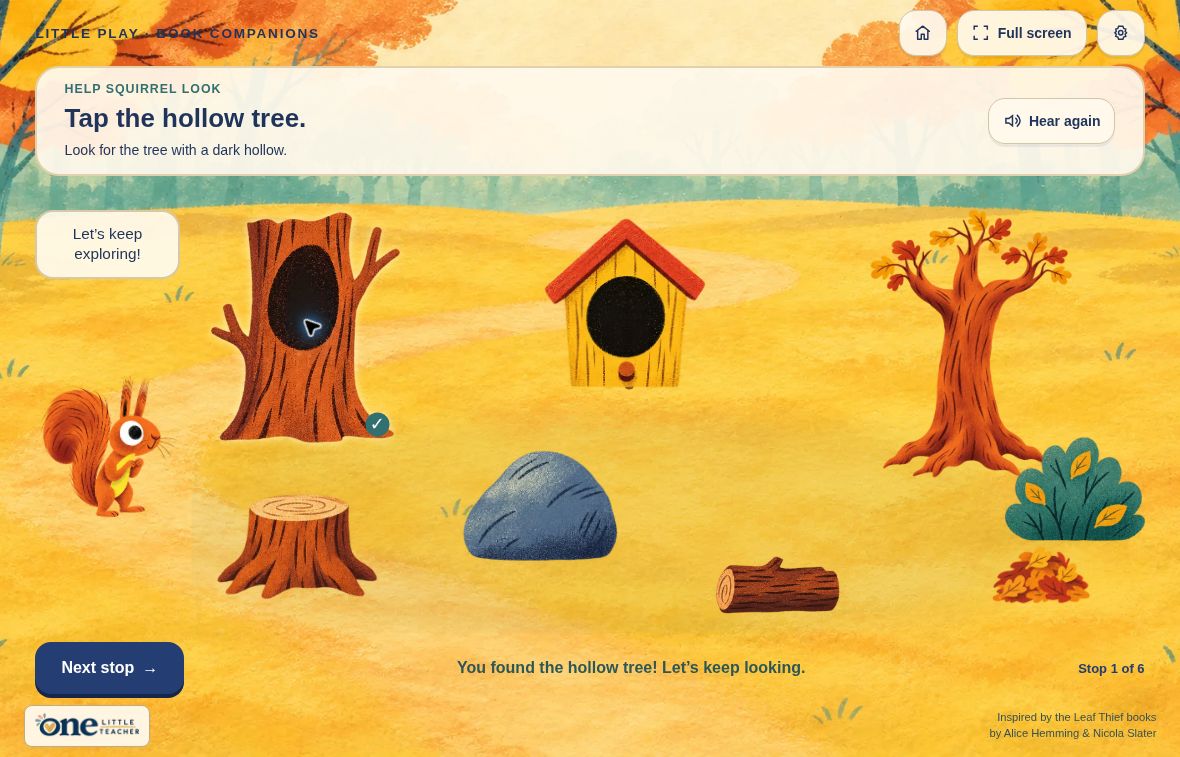 LITTLE PLAY · BOOK COMPANIONS
Full screen
HELP SQUIRREL LOOK
Tap the hollow tree.
Look for the tree with a dark hollow.
Hear again
Let’s keep
exploring!
Next stop →
You found the hollow tree! Let’s keep looking.
Stop 1 of 6
one LITTLE
TEACHER
Inspired by the Leaf Thief books
by Alice Hemming & Nicola Slater